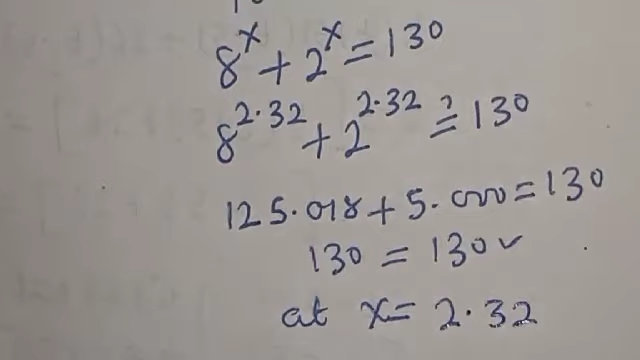 8^x + 2^x = 130
8^2.32 + 2^2.32 ?= 130
125.018 + 5.000 = 130
130 = 130 ✓
at x = 2.32